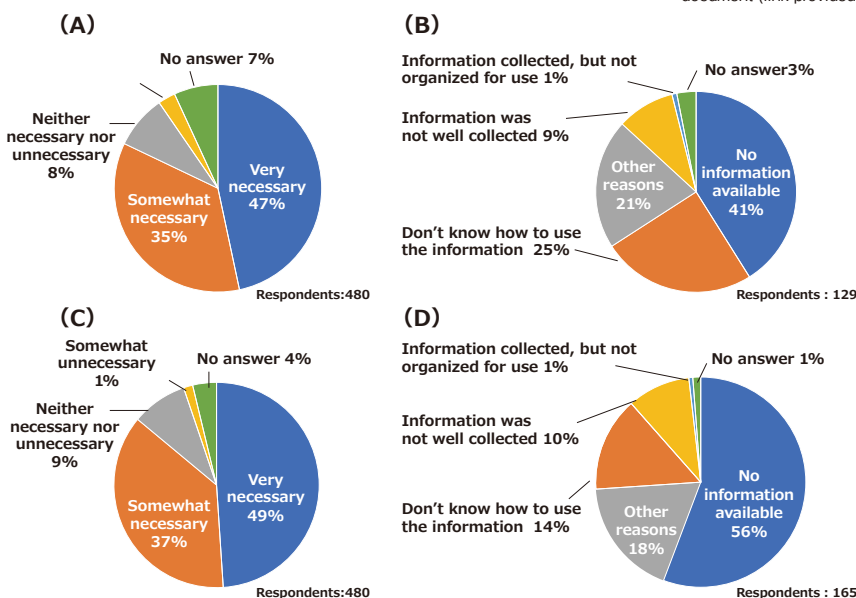 (A)
No answer 7%
Neither
necessary nor
unnecessary
8%
Very
necessary
47%
Somewhat
necessary
35%
Respondents:480
(B)
Information collected, but not
organized for use 1%
No answer3%
Information was
not well collected 9%
Other
reasons
21%
No
information
available
41%
Don’t know how to use
the information 25%
Respondents : 129
(C)
Somewhat
unnecessary
1%
No answer 4%
Neither
necessary nor
unnecessary
9%
Very
necessary
49%
Somewhat
necessary
37%
Respondents:480
(D)
Information collected, but not
organized for use 1%
No answer 1%
Information was
not well collected 10%
Don’t know how to use
the information 14%
Other
reasons
18%
No
information
available
56%
Respondents : 165